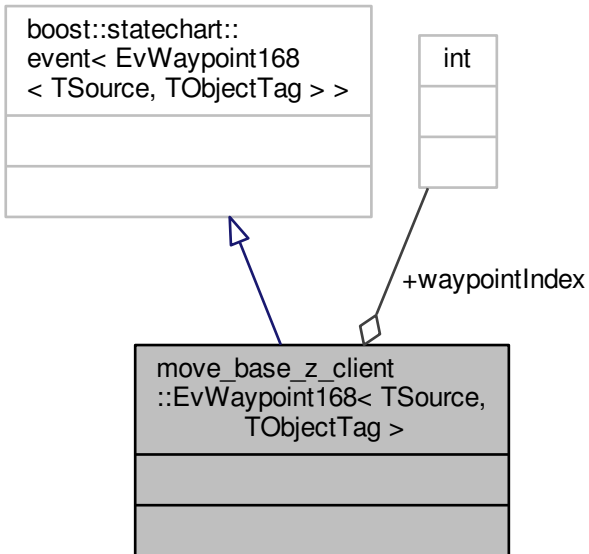 boost::statechart::
event< EvWaypoint168
< TSource, TObjectTag > >
int
+waypointIndex
move_base_z_client
::EvWaypoint168< TSource,
TObjectTag >